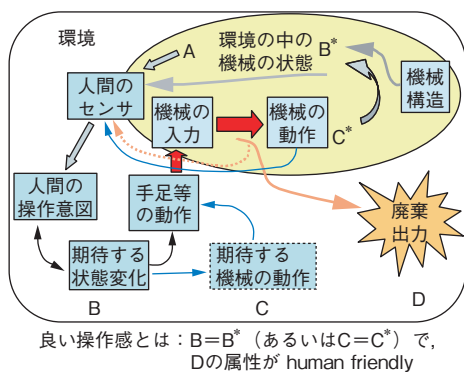 環境
A
環境の中の
機械の状態
B*
人間の
センサ
機械の
入力
機械の
動作
C*
機械
構造
人間の
操作意図
手足等
の動作
廃棄
出力
期待する
状態変化
期待する
機械の動作
B
C
D
良い操作感とは：B＝B*（あるいはC＝C*）で，
Dの属性が human friendly